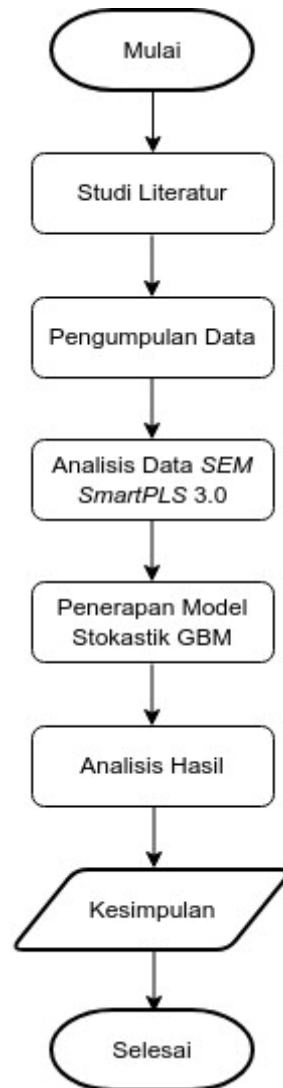 Mulai
Studi Literatur
Pengumpulan Data
Analisis Data SEM
SmartPLS 3.0
Penerapan Model
Stokastik GBM
Analisis Hasil
Kesimpulan
Selesai